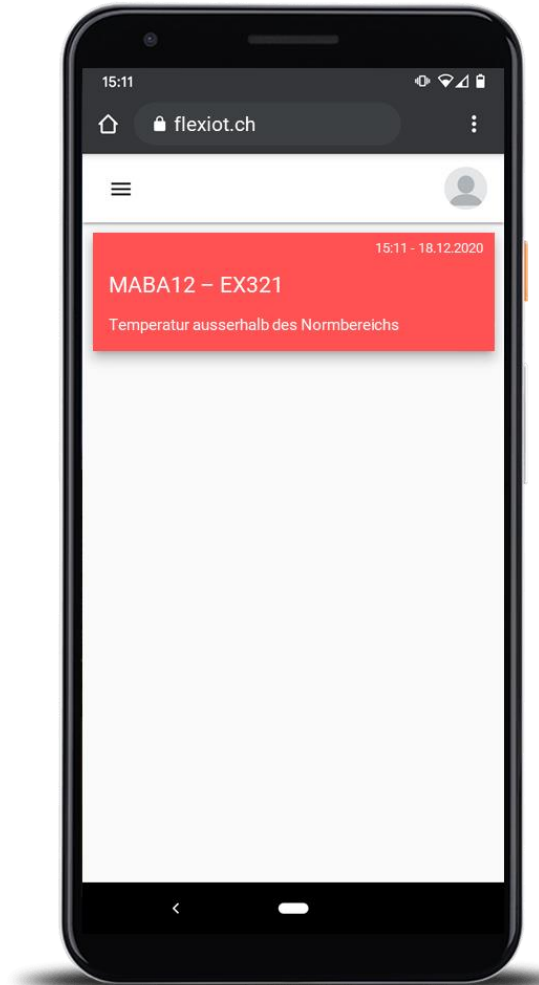 15:11
flexiot.ch
15:11 - 18.12.2020
MABA12 – EX321
Temperatur ausserhalb des Normbereichs